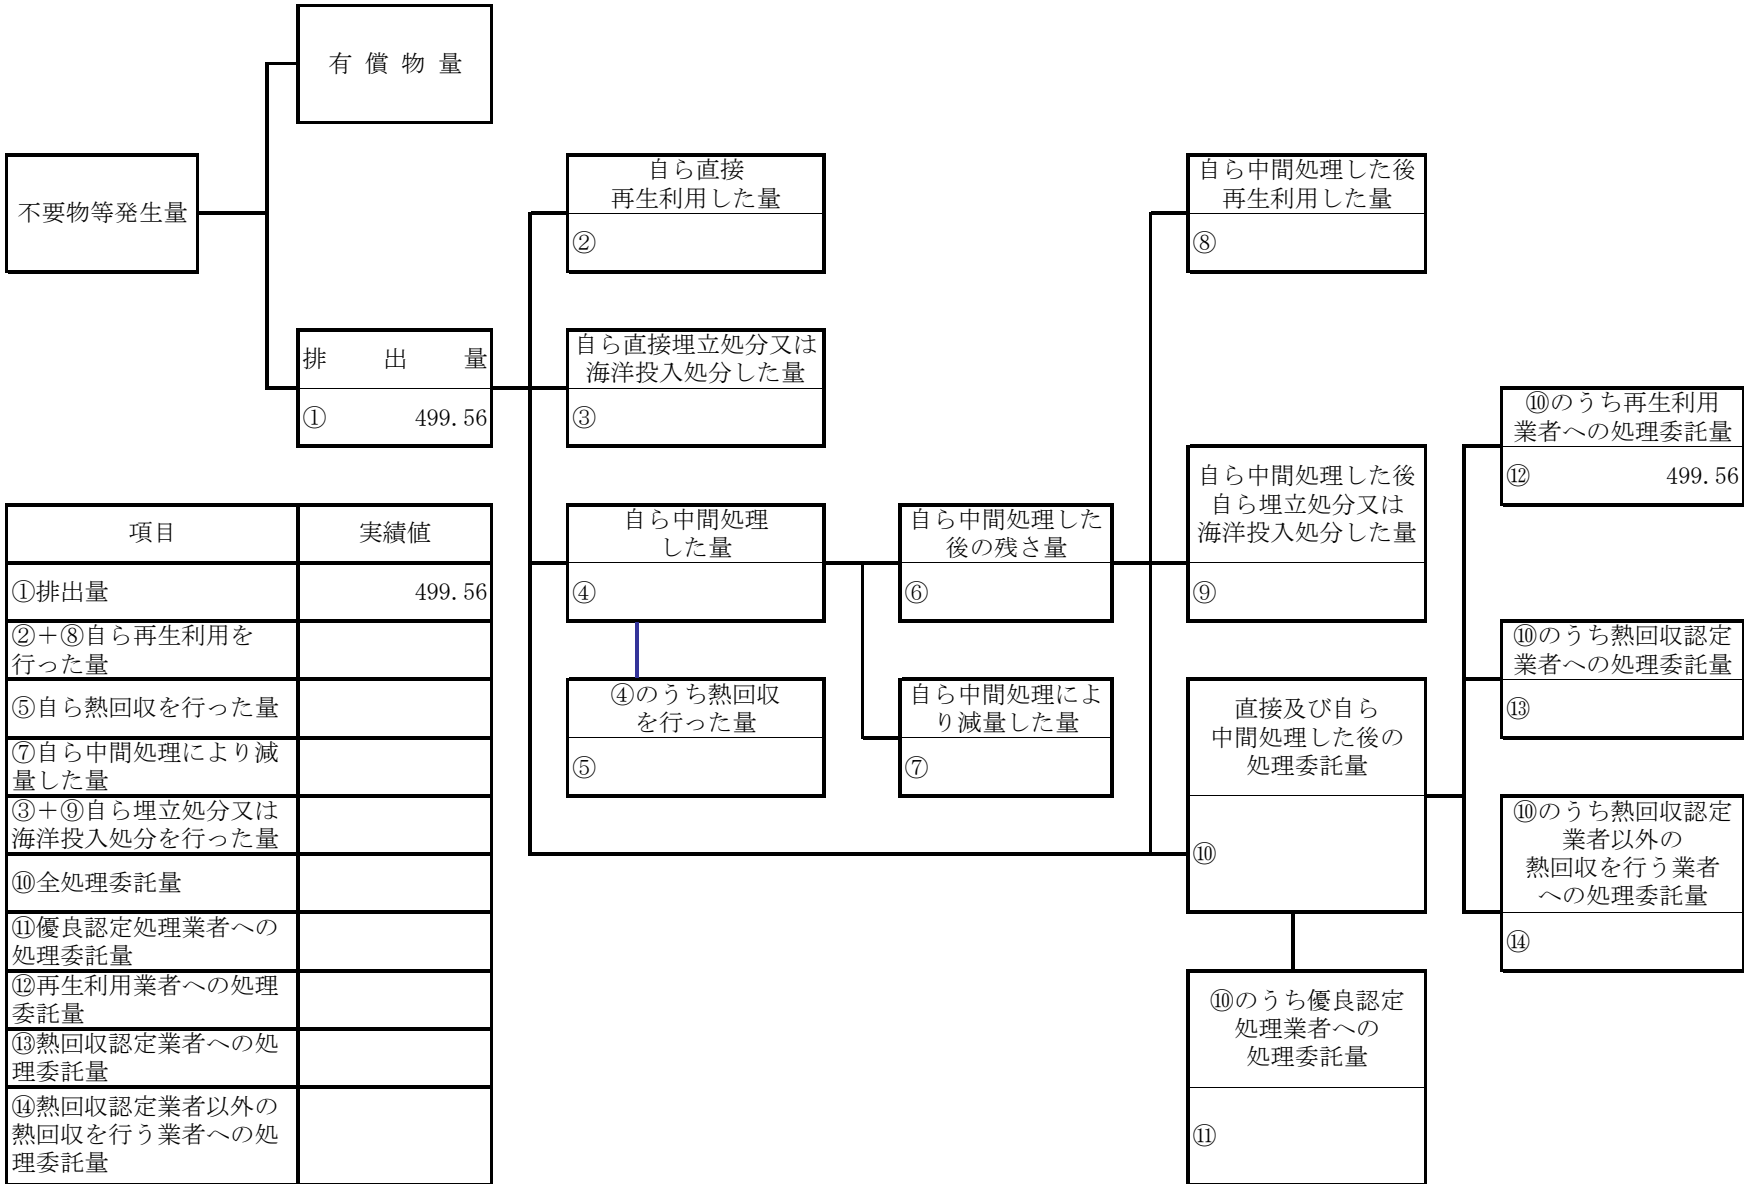 有 償 物 量
不要物等発生量
自ら直接
再生利用した量
②
自ら中間処理した後
再生利用した量
⑧
排 出 量
① 499.56
自ら直接埋立処分又は
海洋投入処分した量
③
⑩のうち再生利用
業者への処理委託量
⑫ 499.56
自ら中間処理した後
自ら埋立処分又は
海洋投入処分した量
⑨
自ら中間処理
した量
④
自ら中間処理した
後の残さ量
⑥
④のうち熱回収
を行った量
⑤
自ら中間処理によ
り減量した量
⑦
直接及び自ら
中間処理した後の
処理委託量
⑩
⑩のうち熱回収認定
業者への処理委託量
⑬
⑩のうち熱回収認定
業者以外の
熱回収を行う業者
への処理委託量
⑭
⑩のうち優良認定
処理業者への
処理委託量
⑪
項目 実績値
①排出量 499.56
②＋⑧自ら再生利用を
行った量
⑤自ら熱回収を行った量
⑦自ら中間処理により減
量した量
③＋⑨自ら埋立処分又は
海洋投入処分を行った量
⑩全処理委託量
⑪優良認定処理業者への
処理委託量
⑫再生利用業者への処理
委託量
⑬熱回収認定業者への処
理委託量
⑭熱回収認定業者以外の
熱回収を行う業者への処
理委託量